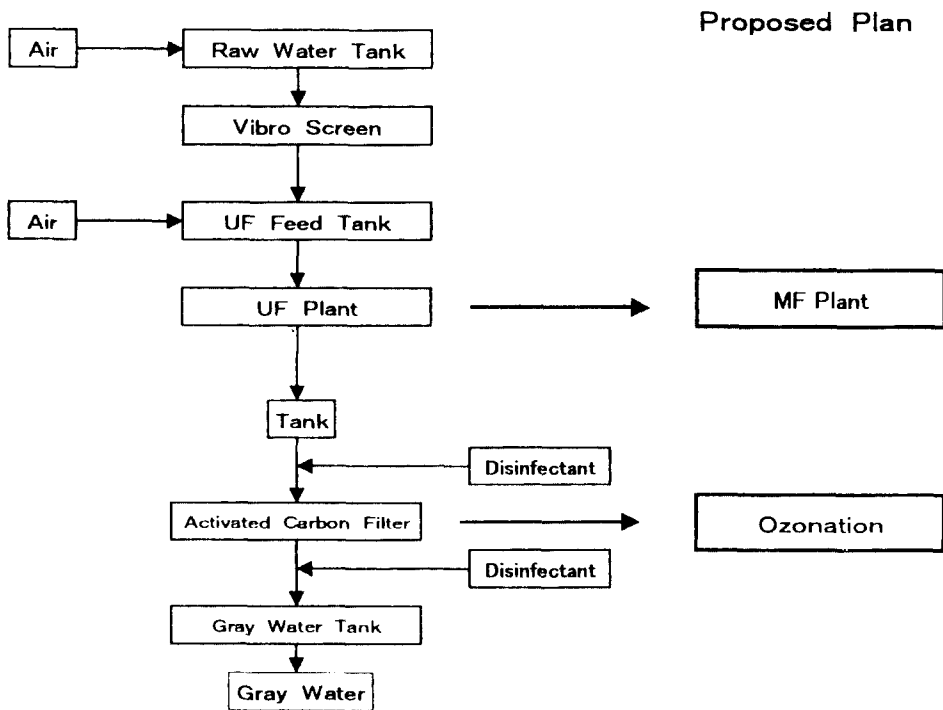 Proposed Plan
Air
Raw Water Tank
Vibro Screen
Air
UF Feed Tank
UF Plant
MF Plant
Tank
Disinfectant
Activated Carbon Filter
Ozonation
Disinfectant
Gray Water Tank
Gray Water